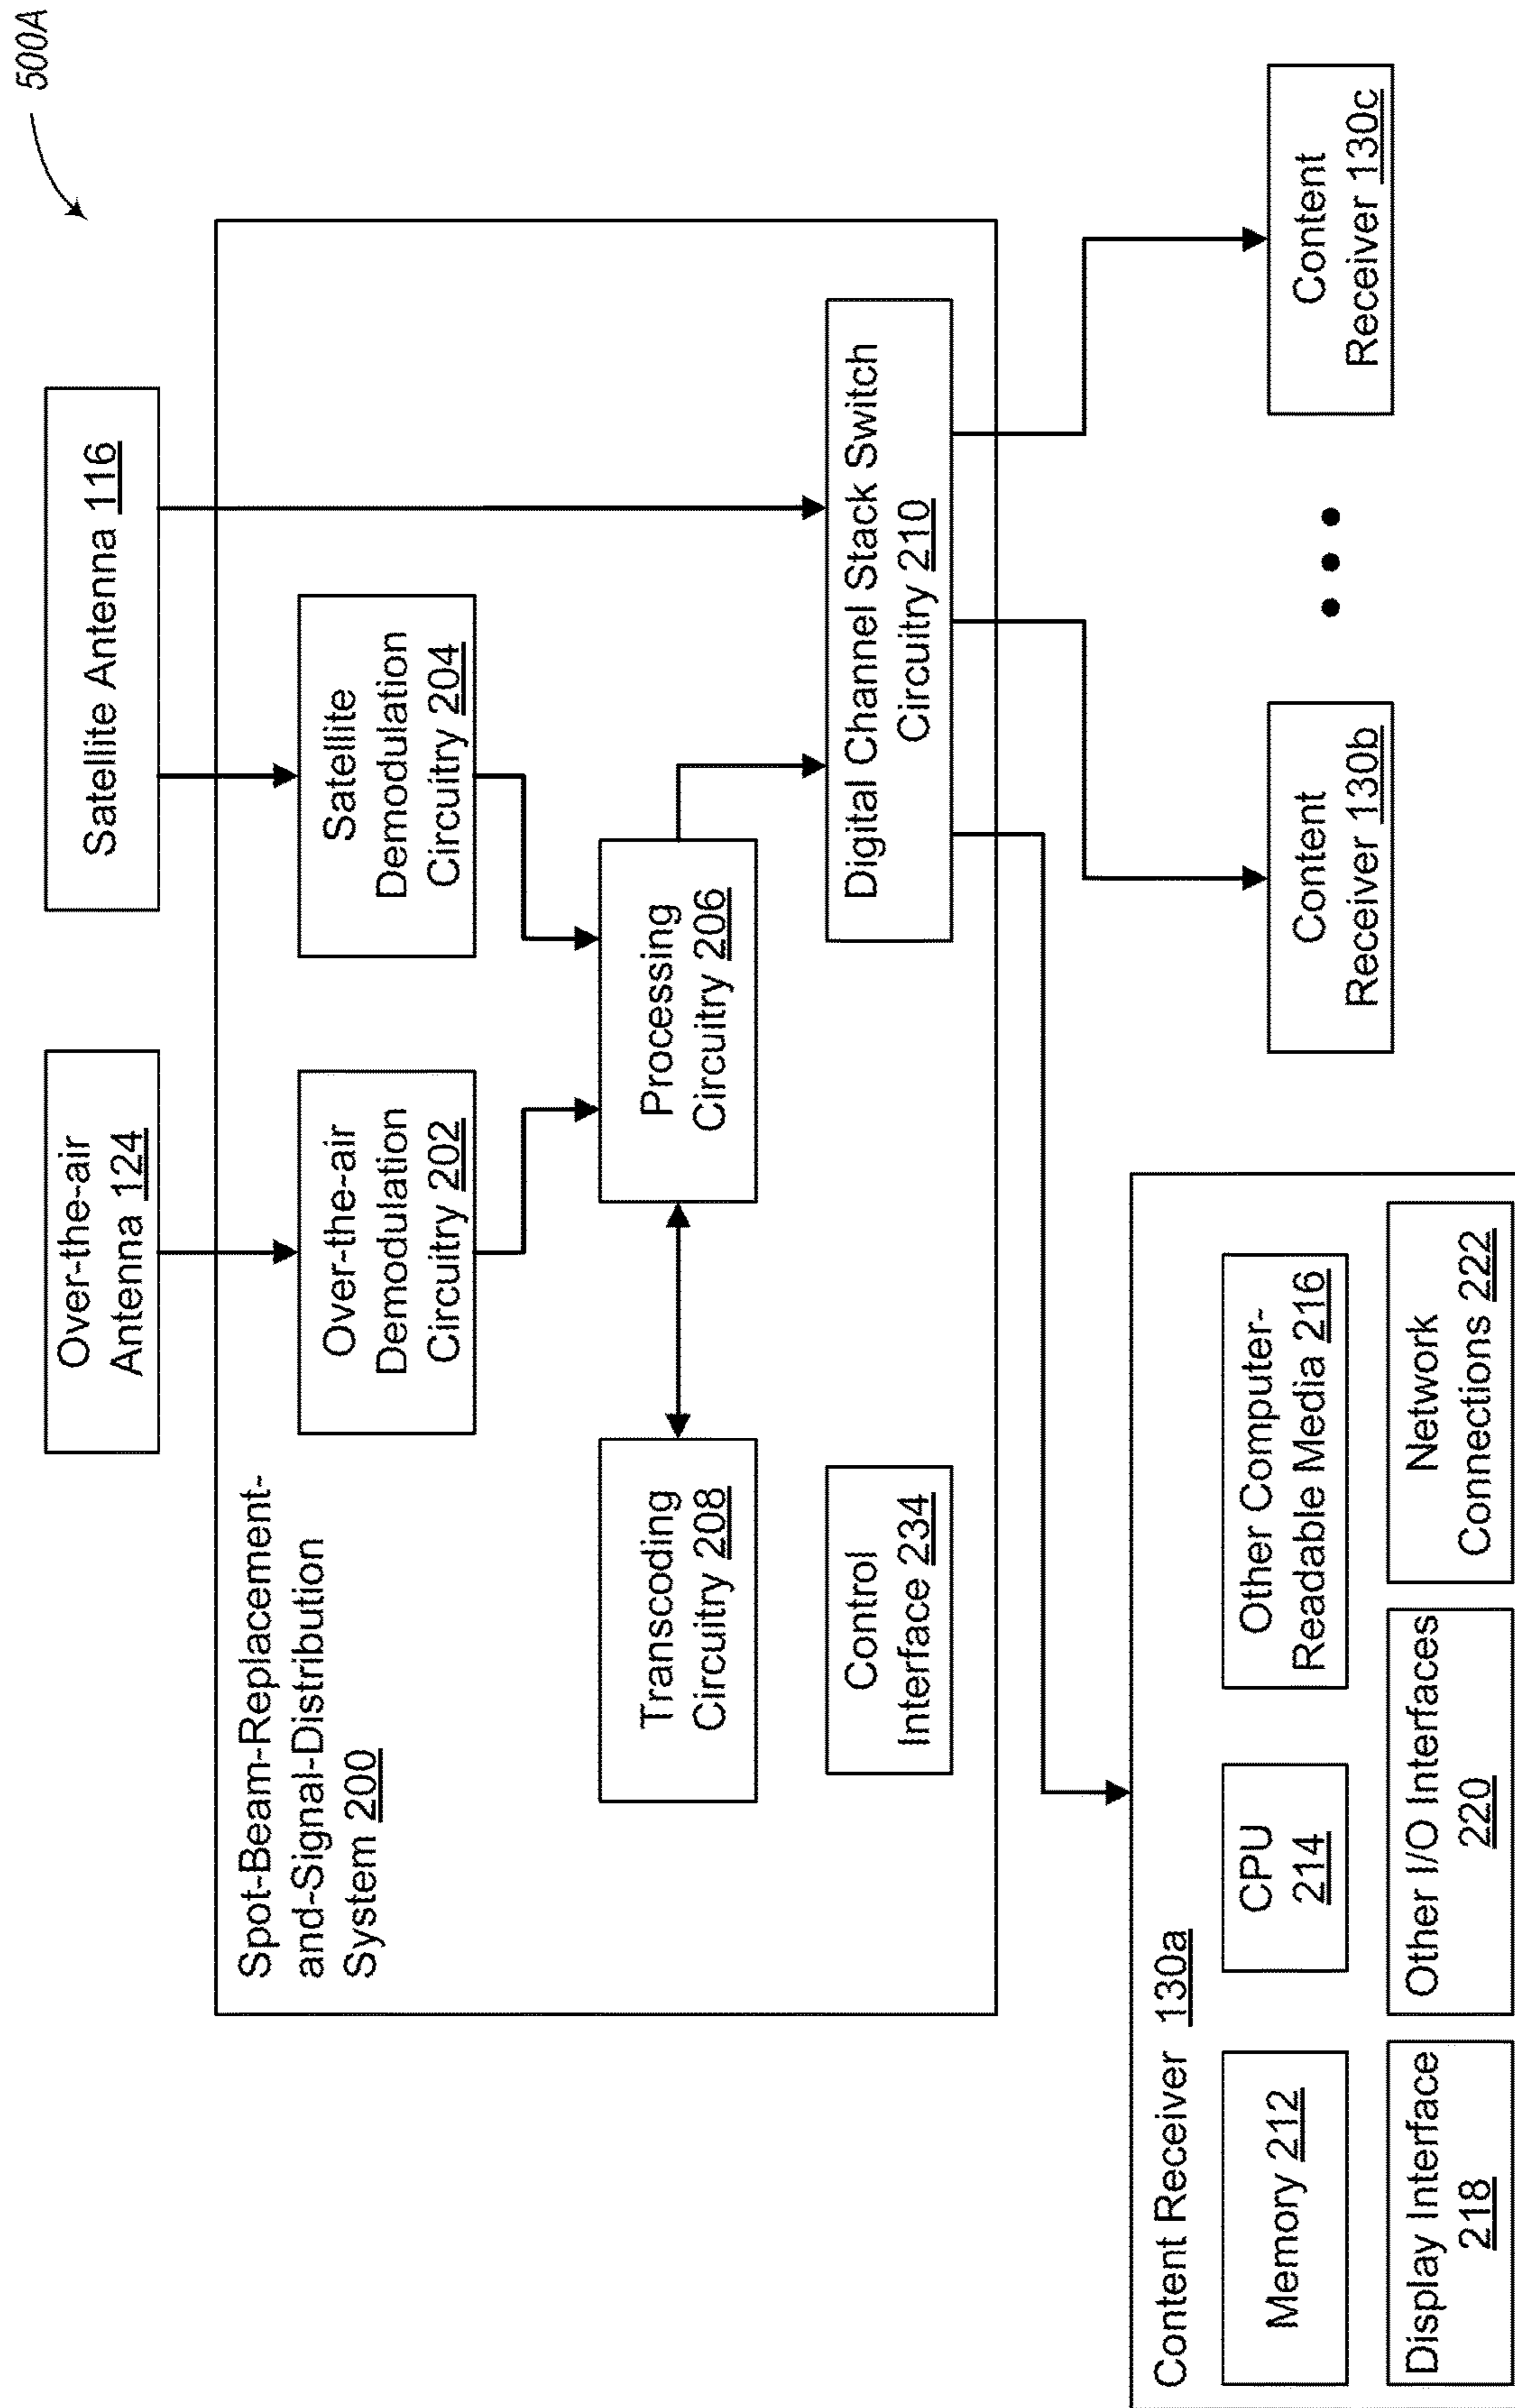 500A
Over-the-air
Antenna 124
Satellite Antenna 116
Spot-Beam-Replacement-
and-Signal-Distribution
System 200
Over-the-air
Demodulation
Circuitry 202
Satellite
Demodulation
Circuitry 204
Transcoding
Circuitry 208
Processing
Circuitry 206
Control
Interface 234
Digital Channel Stack Switch
Circuitry 210
Content Receiver 130a
Memory 212
CPU
214
Other Computer-
Readable Media 216
Display Interface
218
Other I/O Interfaces
220
Network
Connections 222
Content
Receiver 130b
Content
Receiver 130c